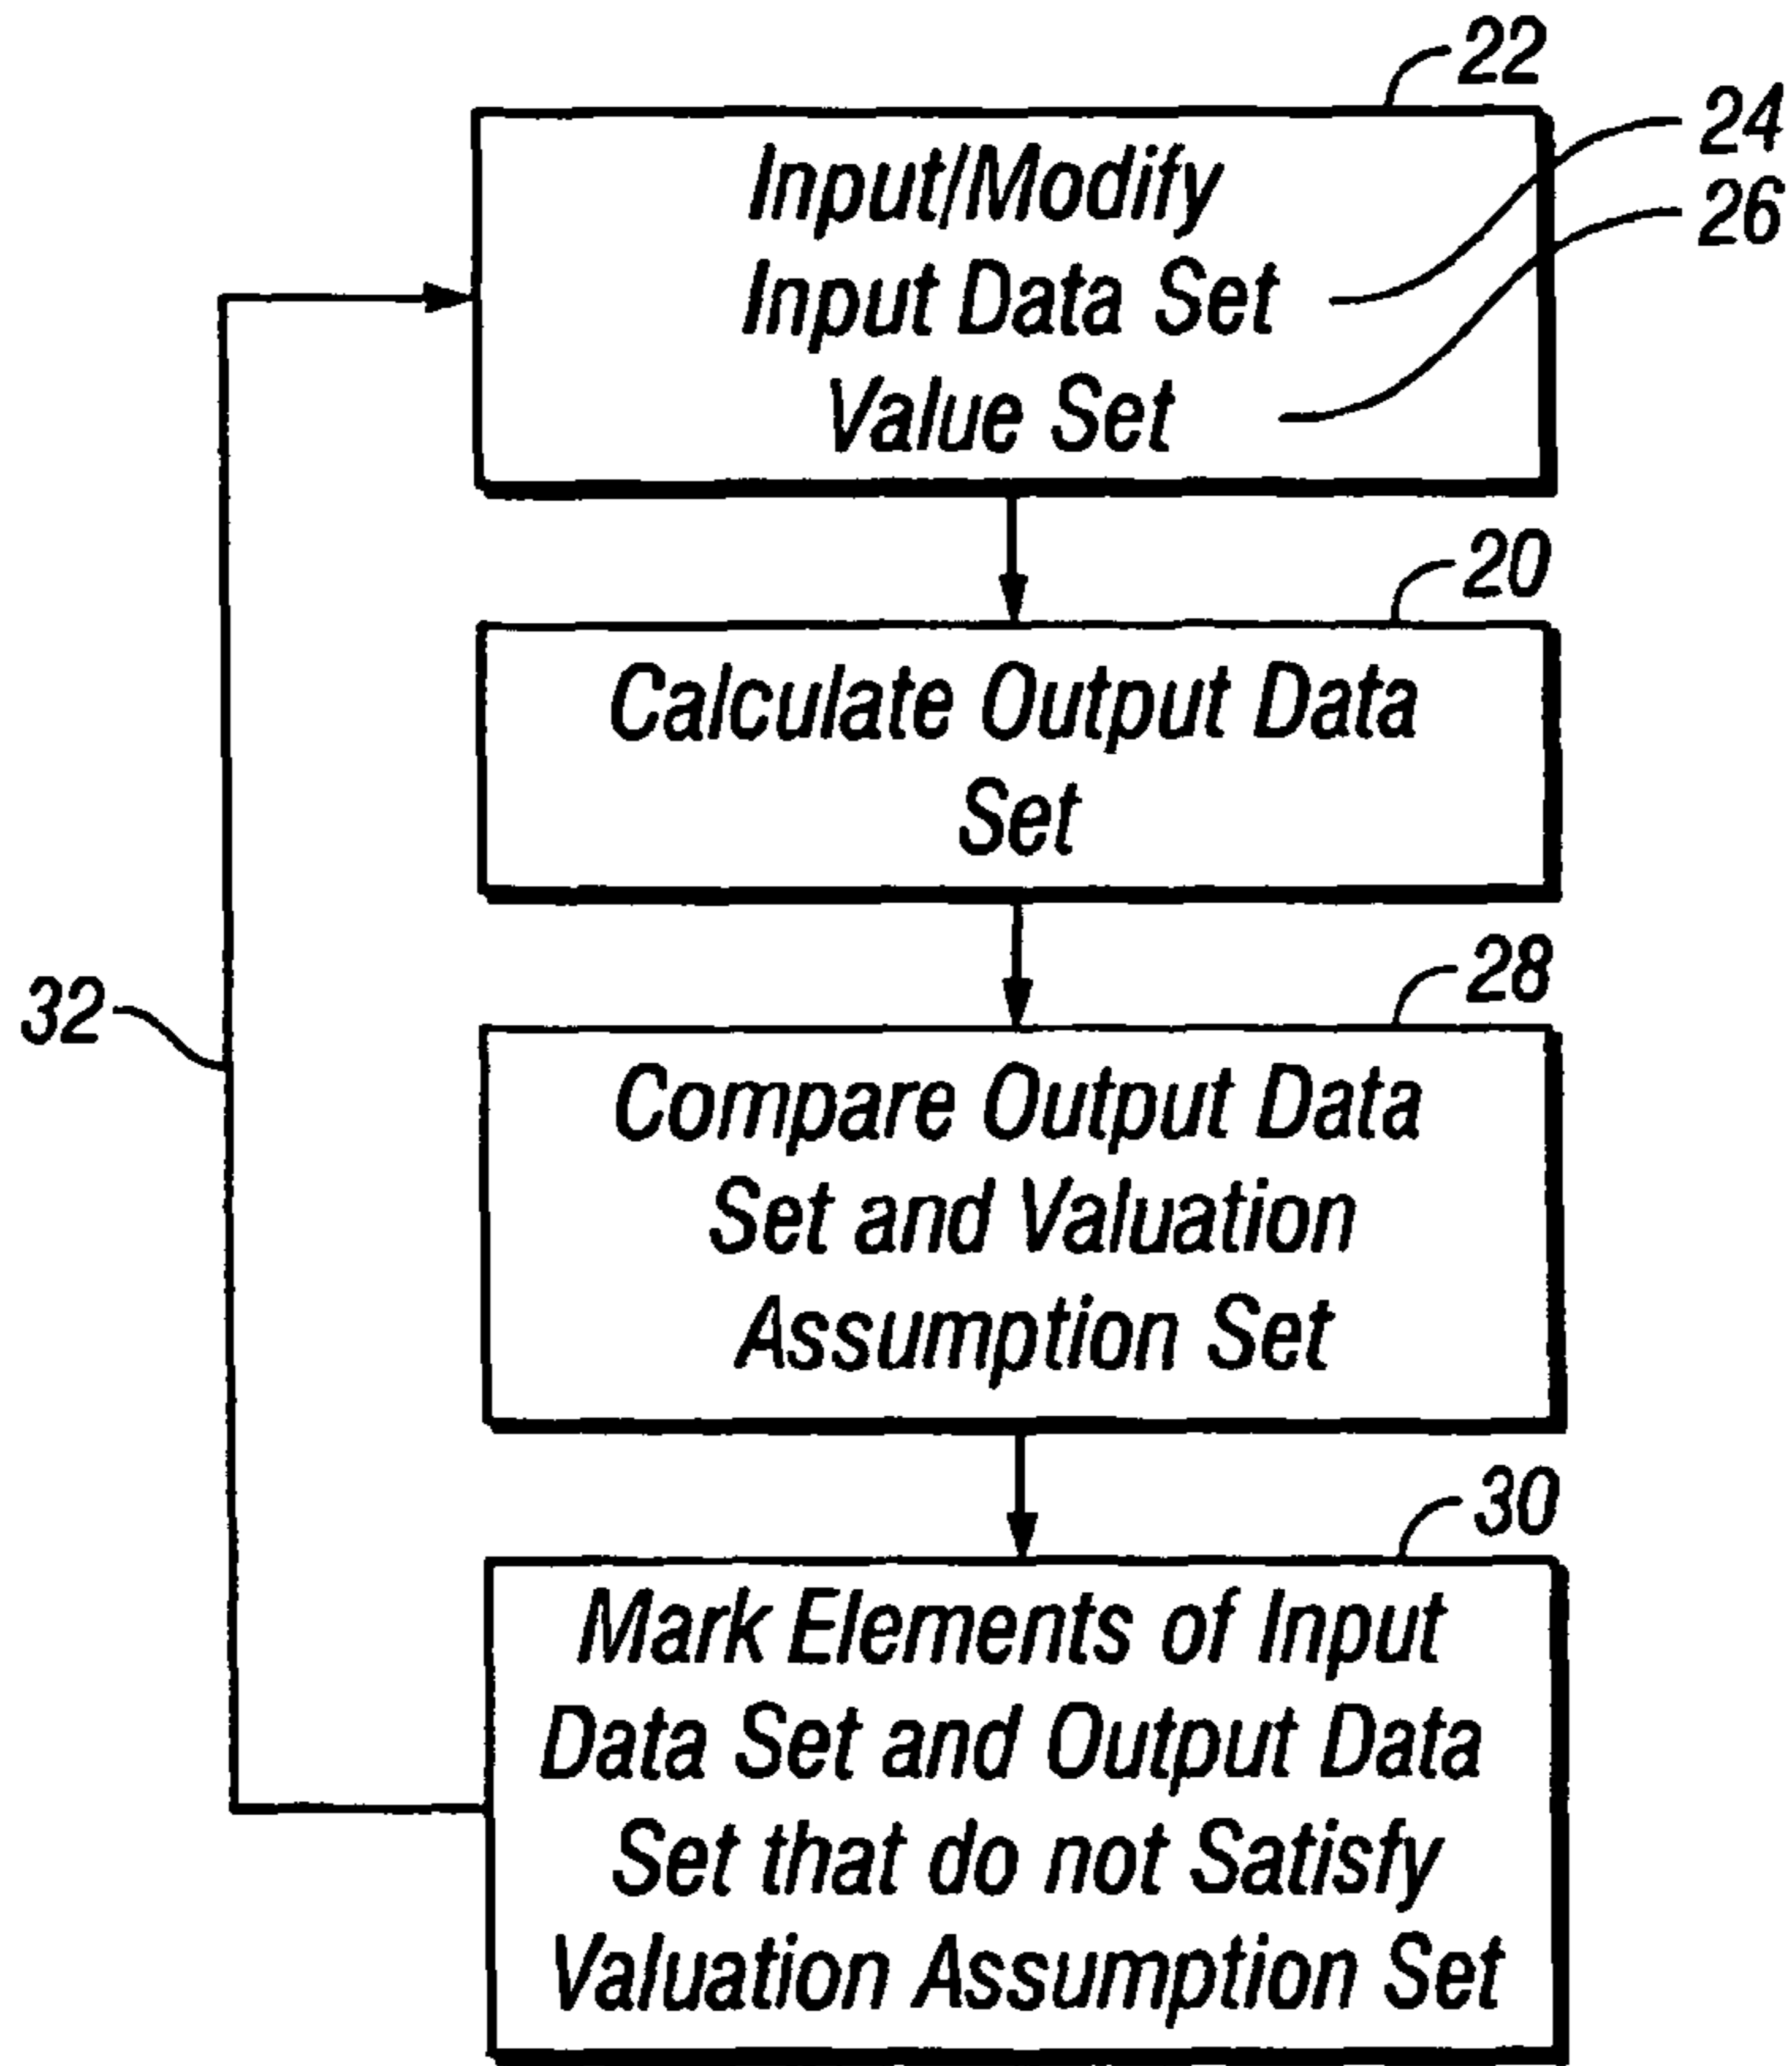 22
Input/Modify
24
26
Input Data Set
Value Set
20
Calculate Output Data
Set
28
32
Compare Output Data
Set and Valuation
Assumption Set
30
Mark Elements of Input
Data Set and Output Data
Set that do not Satisfy
Valuation Assumption Set